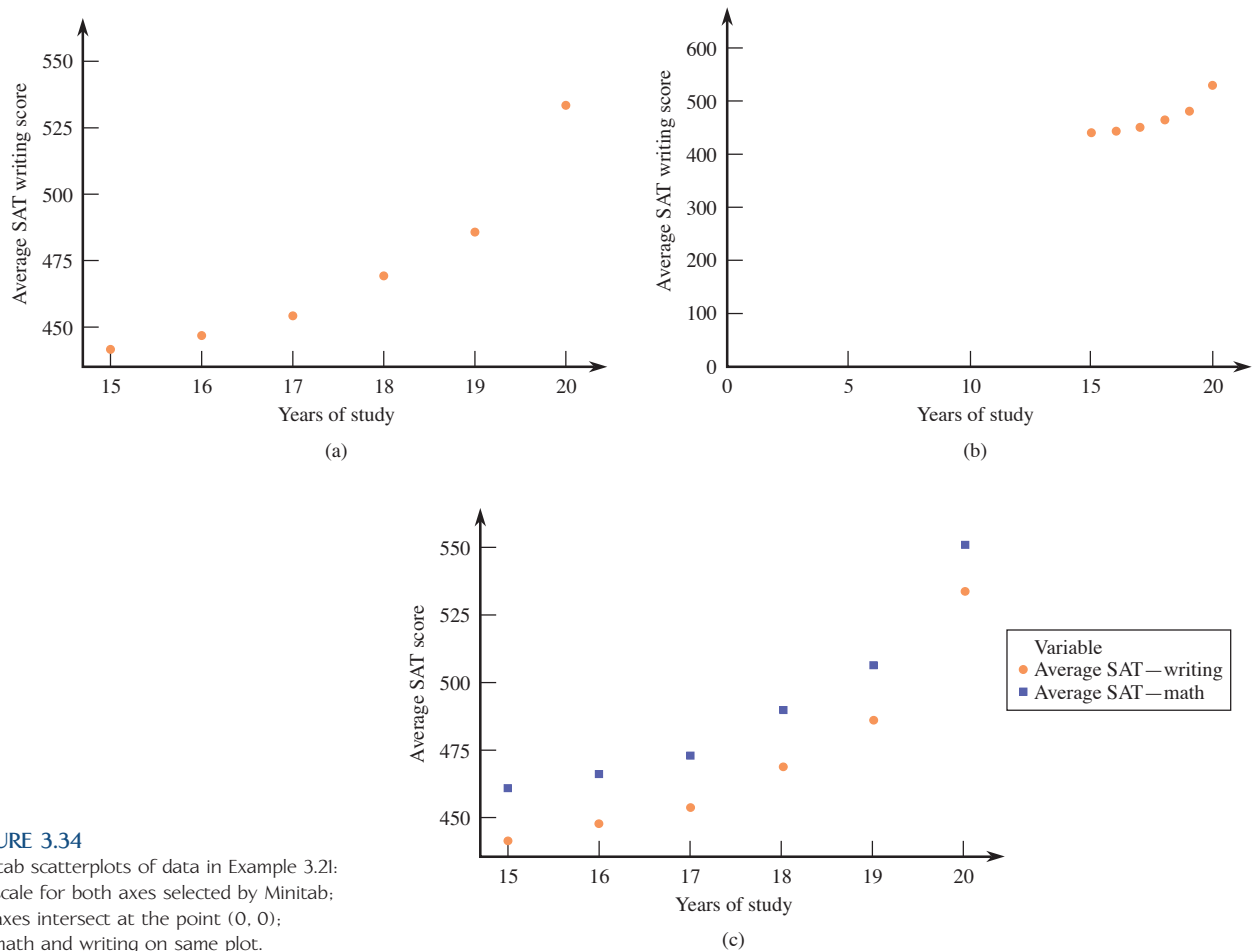 550
525
500
475
450
Average SAT writing score
15 16 17 18 19 20
Years of study
(a)
600
500
400
300
200
100
0
Average SAT writing score
0 5 10 15 20
Years of study
(b)
550
525
500
475
450
Average SAT score
15 16 17 18 19 20
Years of study
(c)
Variable
Average SAT—writing
Average SAT—math
URE 3.34
tab scatterplots of data in Example 3.21:
scale for both axes selected by Minitab;
axes intersect at the point (0, 0);
math and writing on same plot.